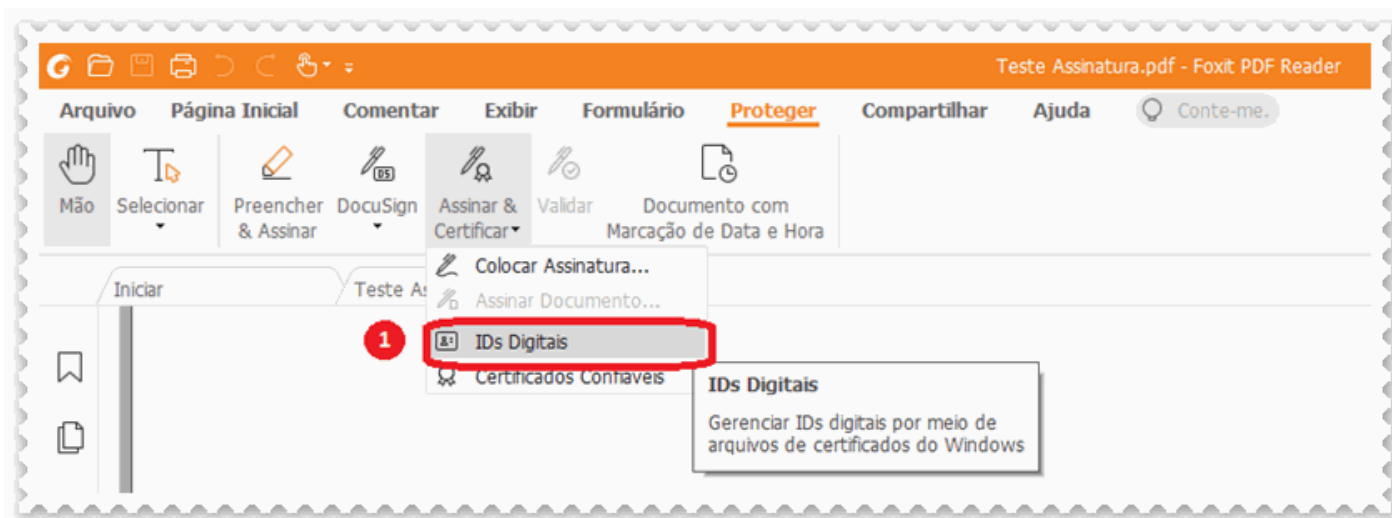 Teste Assinatura.pdf - Foxit PDF Reader
Arquivo Página Inicial Comentar Exibir Formulário Proteger Compartilhar Ajuda Conte-me.
Mão Selecionar Preencher & Assinar DocuSign Assinar & Certificar Validar Documento com Marcação de Data e Hora
Iniciar Teste As
Colocar Assinatura...
Assinar Documento...
1 IDs Digitais
Certificados Confiáveis
IDs Digitais
Gerenciar IDs digitais por meio de
arquivos de certificados do Windows